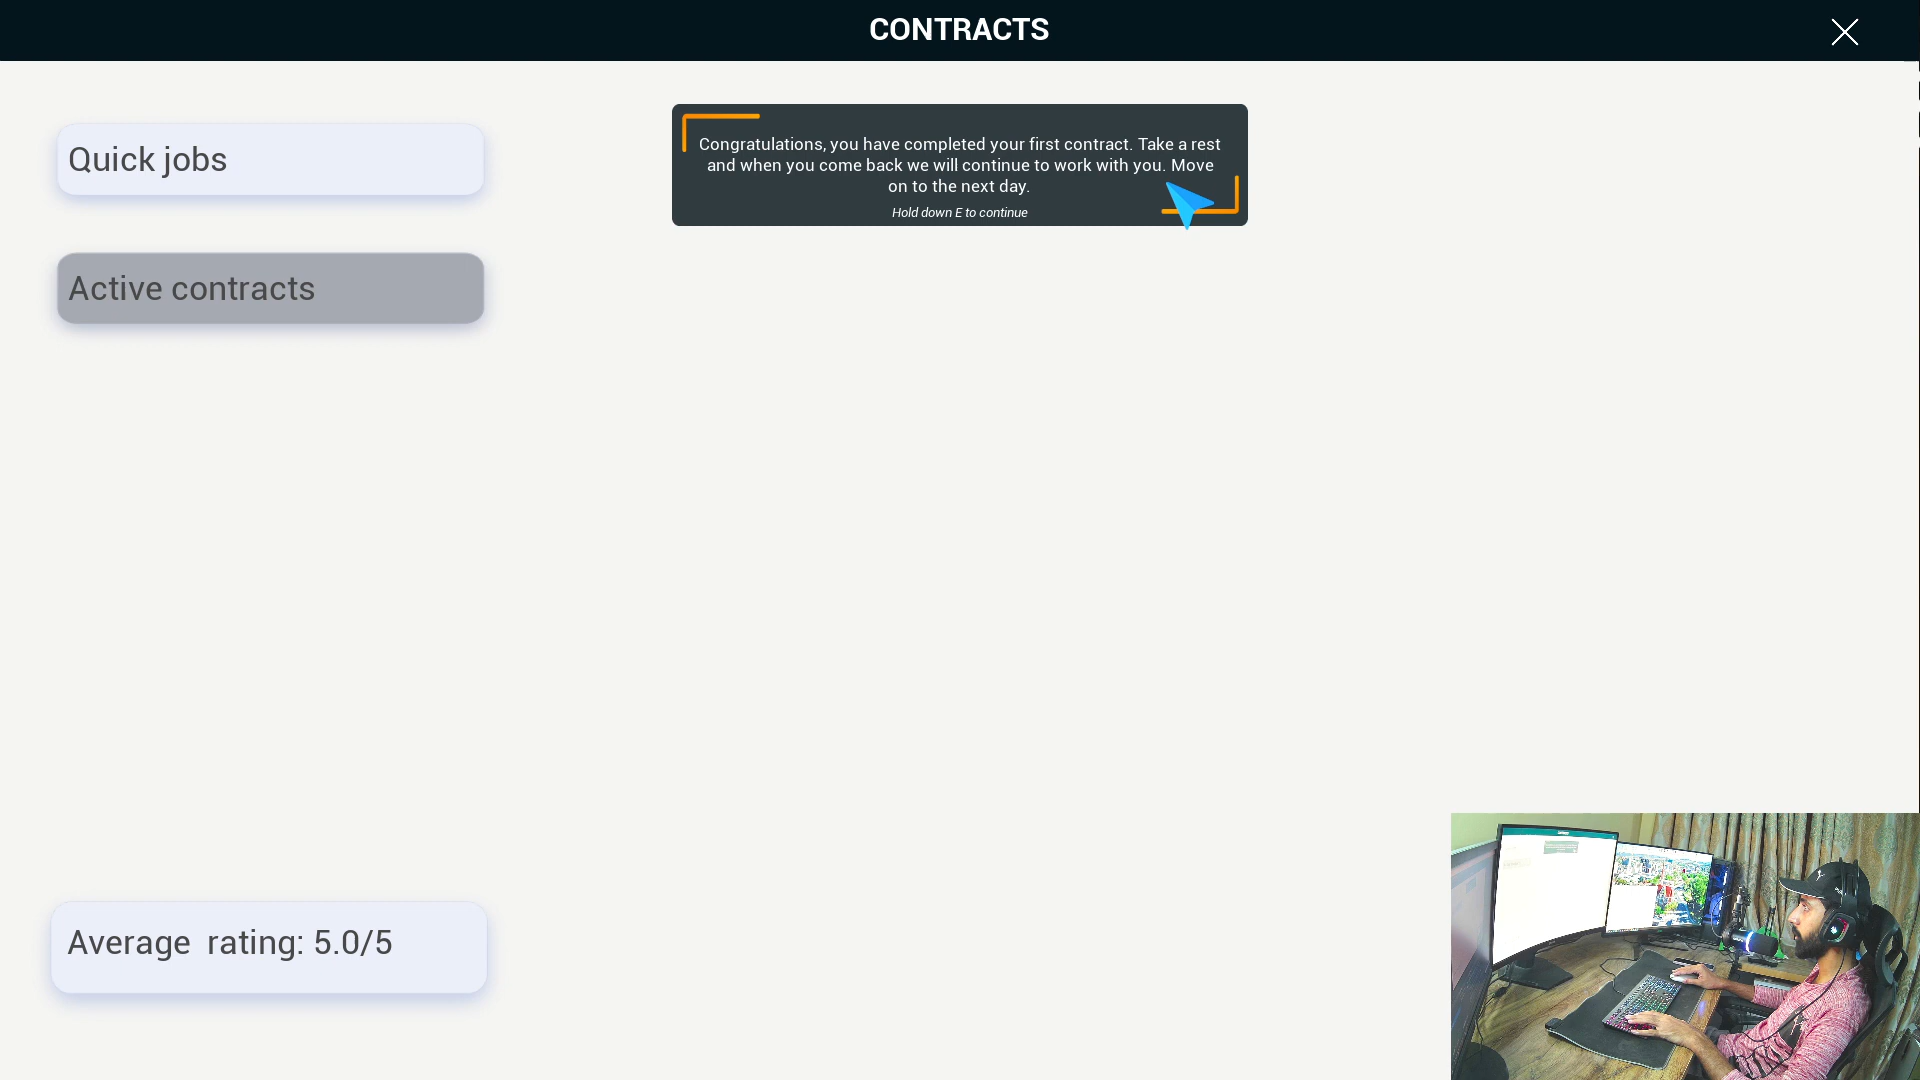 CONTRACTS
Quick jobs
Active contracts
Congratulations, you have completed your first contract. Take a rest
and when you come back we will continue to work with you. Move
on to the next day.
Hold down E to continue
Average rating: 5.0/5